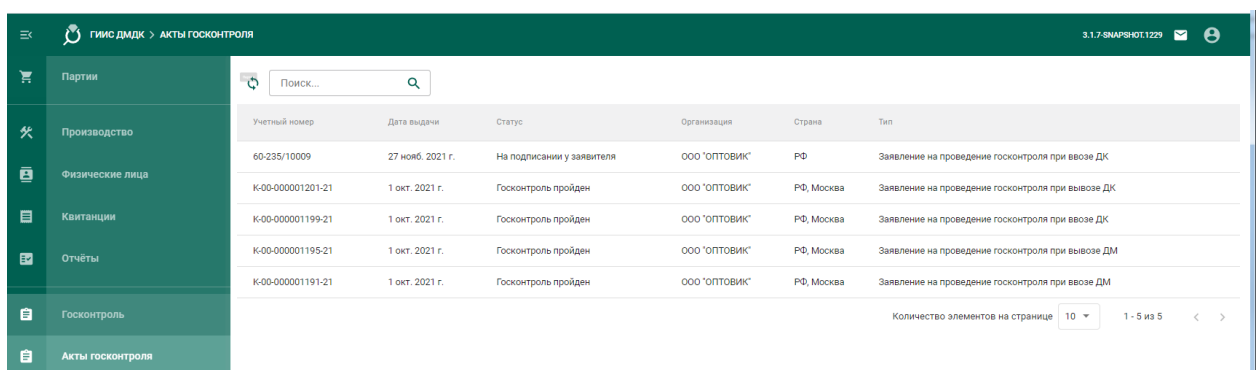 ГИИС ДМДК > АКТЫ ГОСКОНТРОЛЯ 3.1.7-SNAPSHOT.1229
Партии
Производство
Физические лица
Квитанции
Отчёты
Госконтроль
Акты госконтроля
Поиск...
Учетный номер Дата выдачи Статус Организация Страна Тип
60-235/10009 27 нояб. 2021 г. На подписании у заявителя ООО "ОПТОВИК" РФ Заявление на проведение госконтроля при ввозе ДК
К-00-000001201-21 1 окт. 2021 г. Госконтроль пройден ООО "ОПТОВИК" РФ, Москва Заявление на проведение госконтроля при вывозе ДК
К-00-000001199-21 1 окт. 2021 г. Госконтроль пройден ООО "ОПТОВИК" РФ, Москва Заявление на проведение госконтроля при ввозе ДК
К-00-000001195-21 1 окт. 2021 г. Госконтроль пройден ООО "ОПТОВИК" РФ, Москва Заявление на проведение госконтроля при вывозе ДМ
К-00-000001191-21 1 окт. 2021 г. Госконтроль пройден ООО "ОПТОВИК" РФ, Москва Заявление на проведение госконтроля при ввозе ДМ
Количество элементов на странице 10 1 - 5 из 5